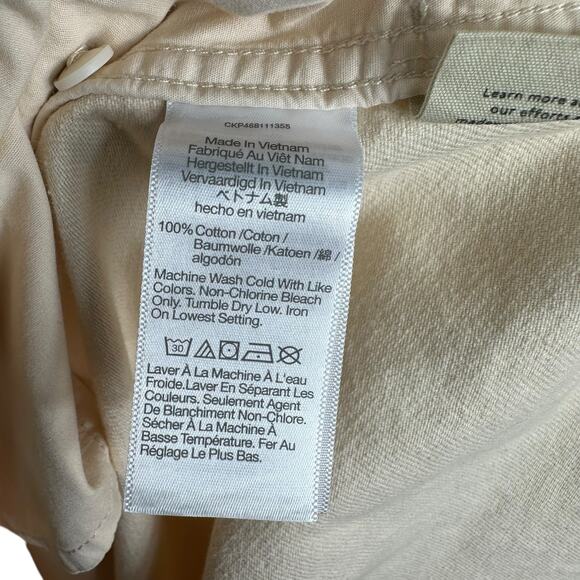 CKP468111355
Made In Vietnam
Fabriqué Au Viêt Nam
Hergestellt In Vietnam
Vervaardigd In Vietnam
ベトナム製
hecho en vietnam
100% Cotton /Coton /
Baumwolle /Katoen /綿 /
algodón
Machine Wash Cold With Like
Colors. Non-Chlorine Bleach
Only. Tumble Dry Low. Iron
On Lowest Setting.
30
Laver À La Machine À L'eau
Froide.Laver En Séparant Les
Couleurs. Seulement Agent
De Blanchiment Non-Chlore.
Sécher À La Machine À
Basse Température. Fer Au
Réglage Le Plus Bas.
Learn more a
our efforts
mad